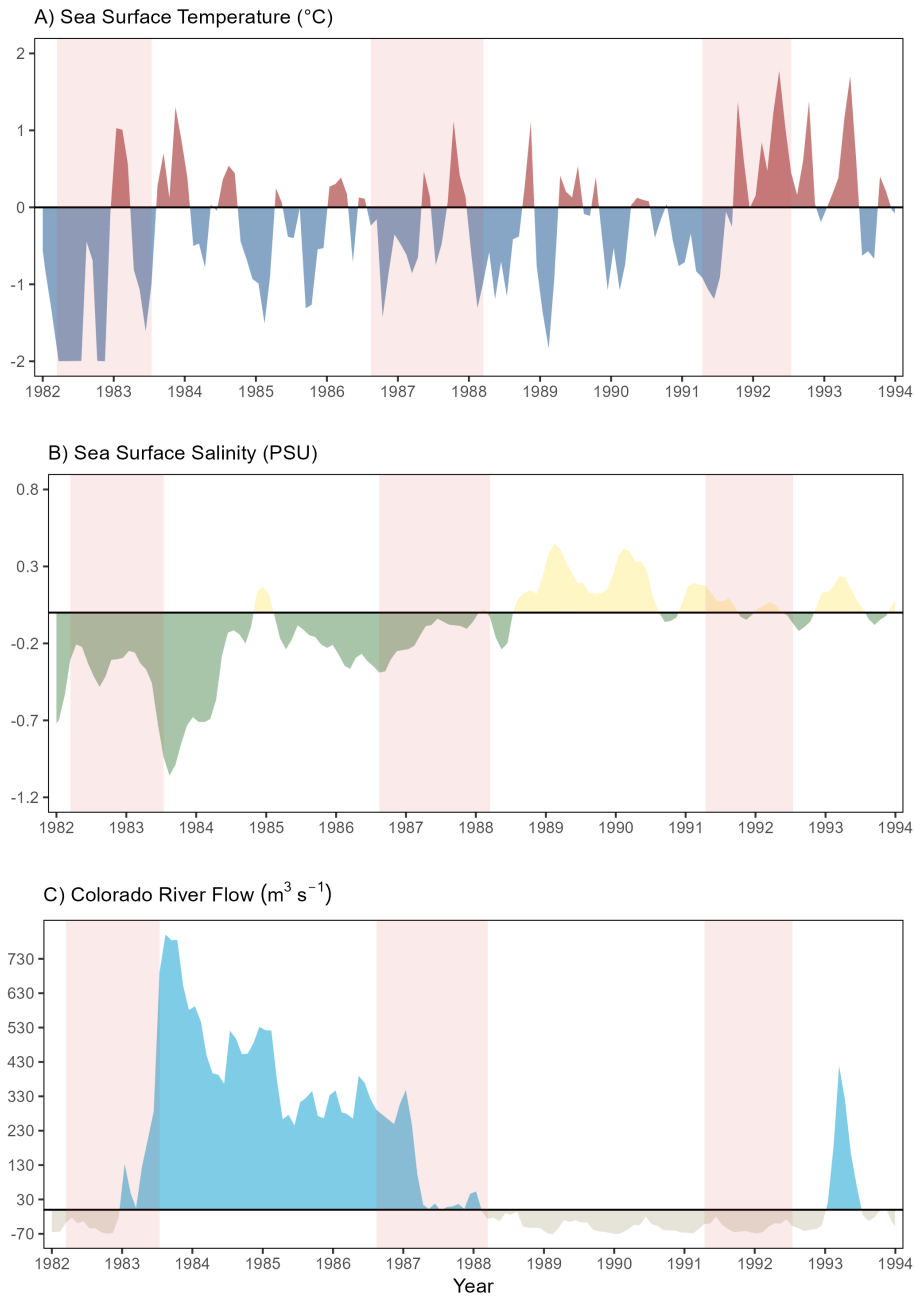 A) Sea Surface Temperature (°C)
2
1
0
-1
-2
1982 1983 1984 1985 1986 1987 1988 1989 1990 1991 1992 1993 1994
B) Sea Surface Salinity (PSU)
0.8
0.3
-0.2
-0.7
-1.2
1982 1983 1984 1985 1986 1987 1988 1989 1990 1991 1992 1993 1994
C) Colorado River Flow (m³ s⁻¹)
730
630
530
430
330
230
130
30
-70
1982 1983 1984 1985 1986 1987 1988 1989 1990 1991 1992 1993 1994
Year